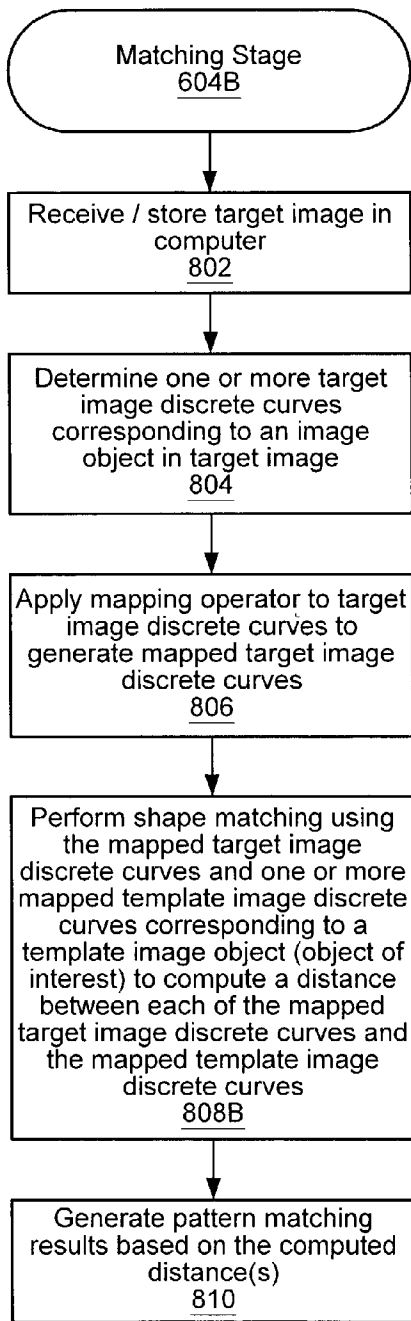 Matching Stage
604B
Receive / store target image in
computer
802
Determine one or more target
image discrete curves
corresponding to an image
object in target image
804
Apply mapping operator to target
image discrete curves to
generate mapped target image
discrete curves
806
Perform shape matching using
the mapped target image
discrete curves and one or more
mapped template image discrete
curves corresponding to a
template image object (object of
interest) to compute a distance
between each of the mapped
target image discrete curves and
the mapped template image
discrete curves
808B
Generate pattern matching
results based on the computed
distance(s)
810